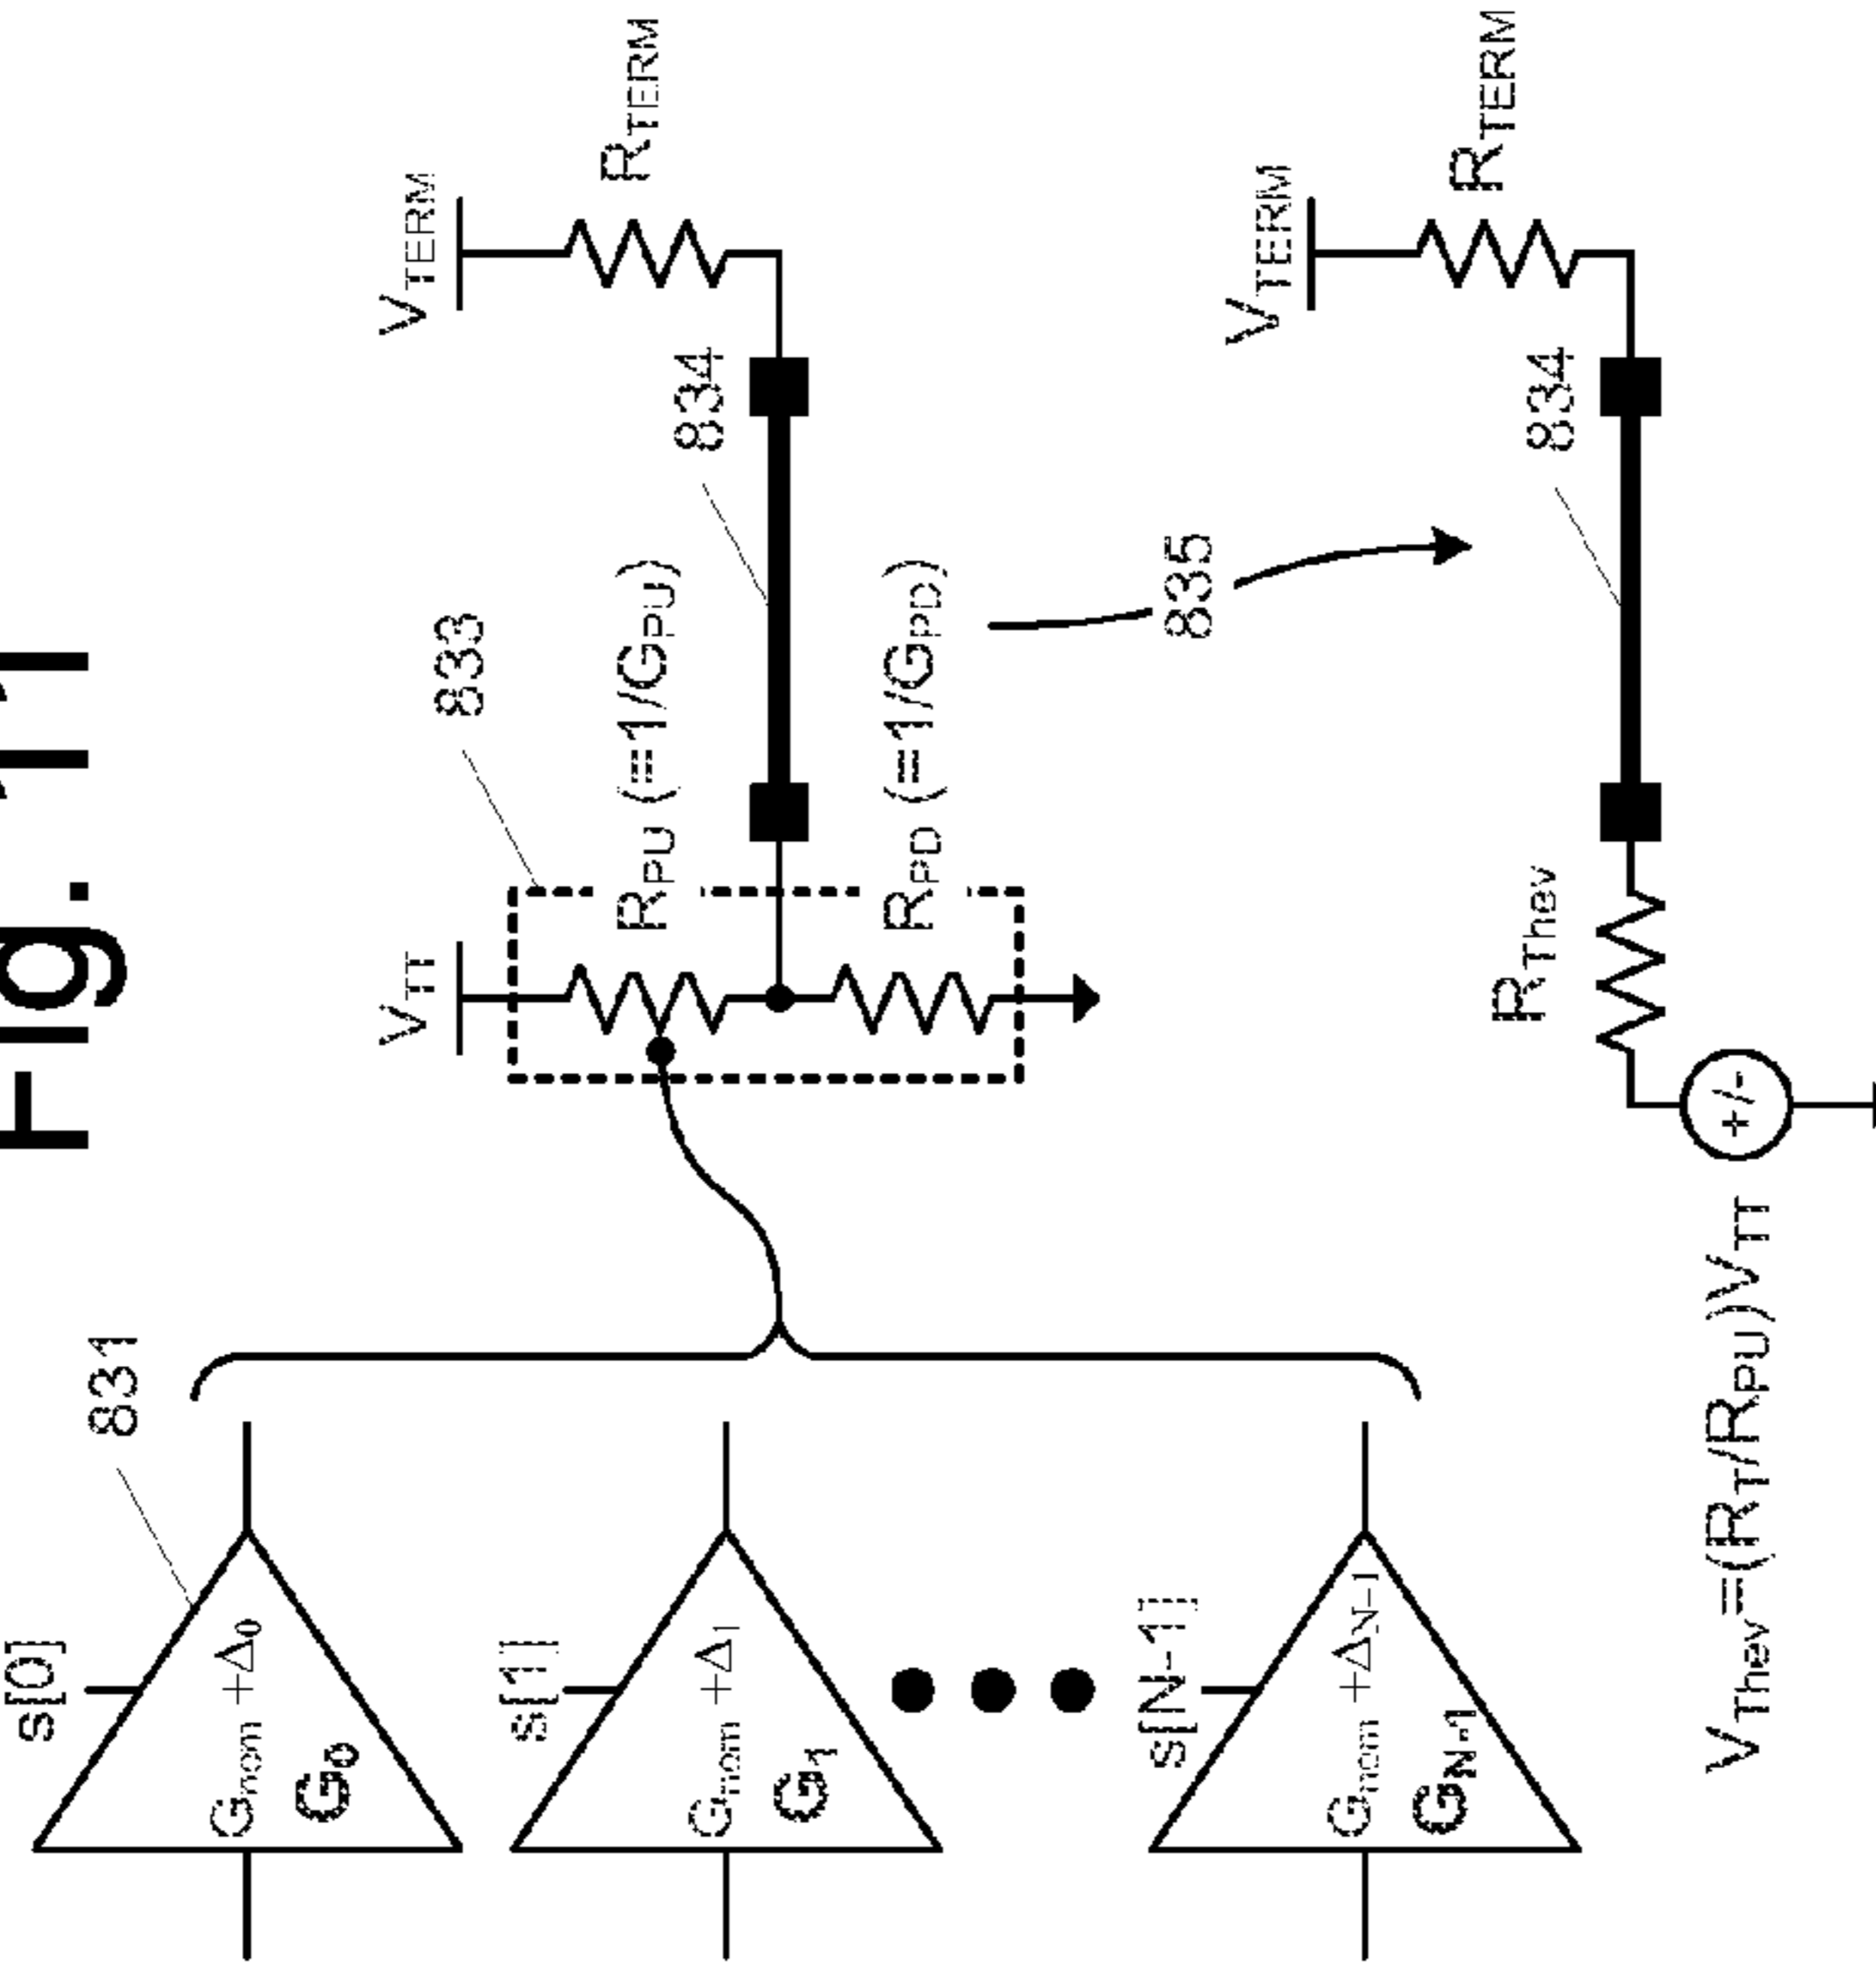 Fig. 11
831
s[0]
Gnom +Δ0
G0
s[1]
Gnom +Δ1
G1
s[N-1]
Gnom +ΔN-1
GN-1
833
VTT
RPU (=1/GPU)
RPD (=1/GPD)
834
VTERM
RTERM
835
834
VTERM
RTERM
RThev
+/-
VThev=(RT/RPU)VTT